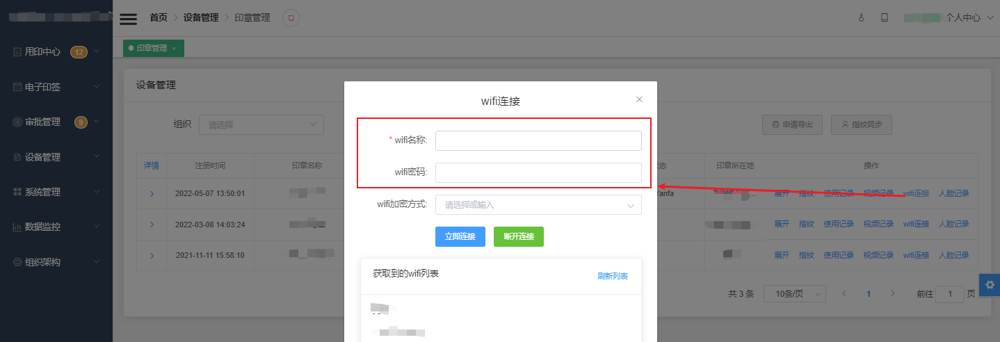 首页 设备管理 印章管理
个人中心
用印中心 12
电子印签
审批管理 9
设备管理
系统管理
数据监控
组织架构
印章管理 ×
设备管理
组织 请选择
申请导出 指纹同步
详情 注册时间 印章名称 印章所在地 操作
2022-05-07 13:50:01 展开 指纹 使用记录 视频记录 wifi连接 人脸记录
2022-03-08 14:03:24 展开 指纹 使用记录 视频记录 wifi连接 人脸记录
2021-11-11 15:58:10 展开 指纹 使用记录 视频记录 wifi连接 人脸记录
共 3 条 10条/页 1 前往 1 页
wifi连接
* wifi名称:
wifi密码:
wifi加密方式: 请选择或输入
立即连接 断开连接
获取到的wifi列表 刷新列表